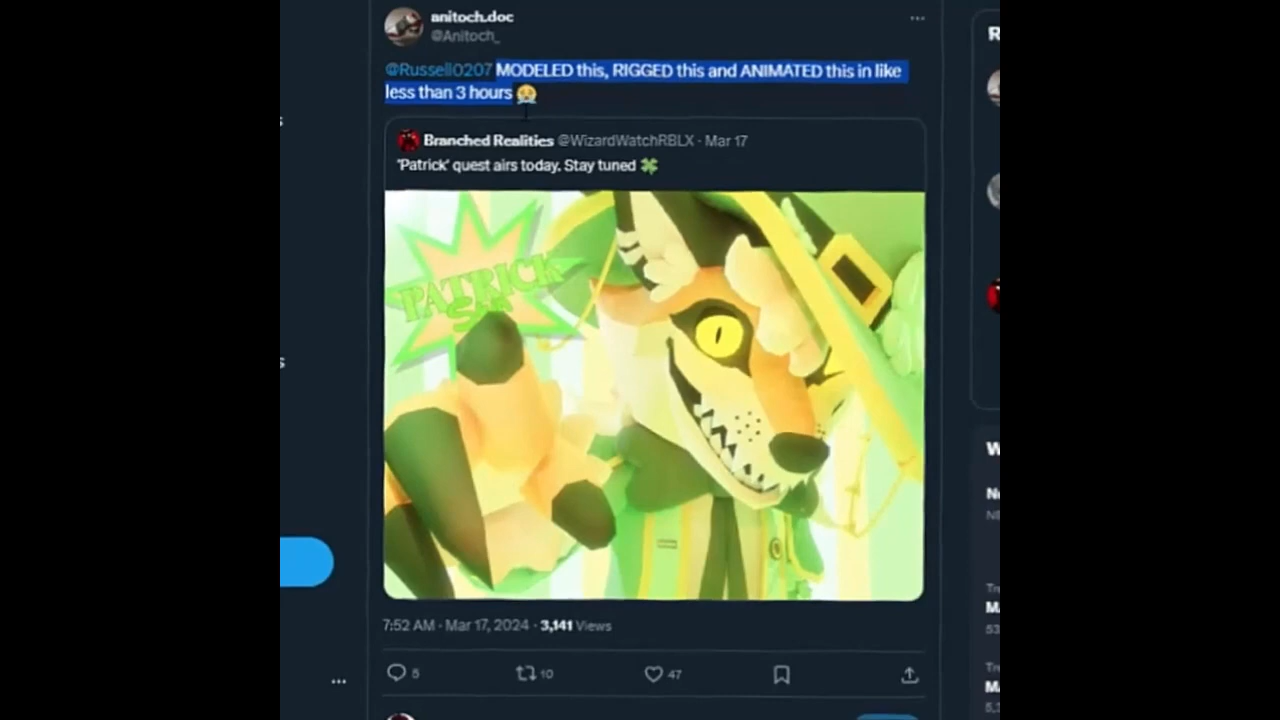 anitoch.doc
@Anitoch_
@Russell0207 MODELED this, RIGGED this and ANIMATED this in like
less than 3 hours 😭
Branched Realities @WizardWatchRBLX · Mar 17
'Patrick' quest airs today. Stay tuned 🍀
PATRICK
7:52 AM · Mar 17, 2024 · 3,141 Views
5
10
47